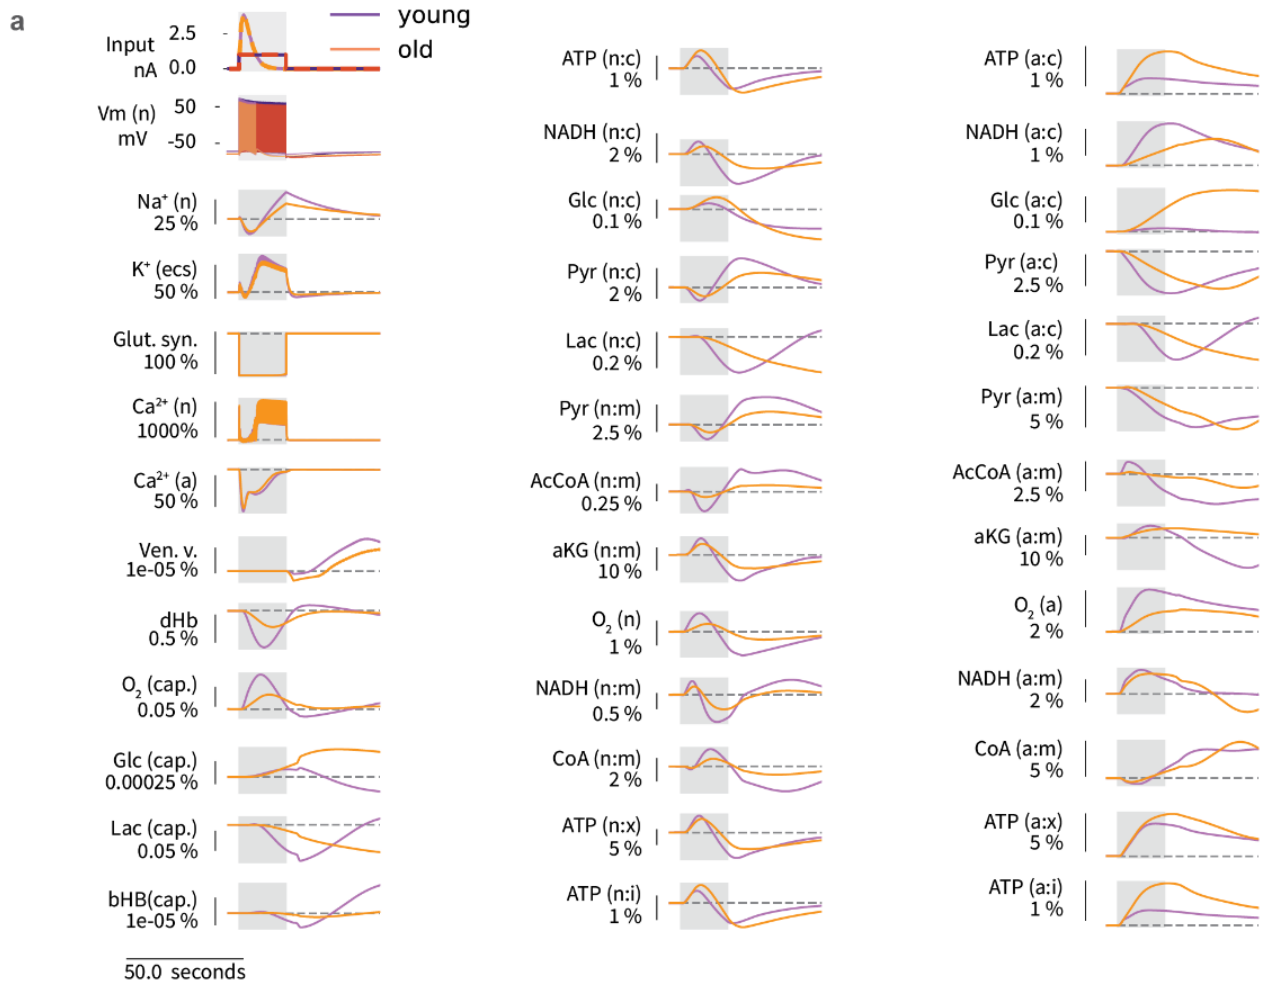 a
young
old
Input
nA
2.5
0.0
Vm (n)
mV
50
-50
Na⁺ (n)
25 %
K⁺ (ecs)
50 %
Glut. syn.
100 %
Ca²⁺ (n)
1000%
Ca²⁺ (a)
50 %
Ven. v.
1e-05 %
dHb
0.5 %
O₂ (cap.)
0.05 %
Glc (cap.)
0.00025 %
Lac (cap.)
0.05 %
bHB(cap.)
1e-05 %
50.0 seconds
ATP (n:c)
1 %
NADH (n:c)
2 %
Glc (n:c)
0.1 %
Pyr (n:c)
2 %
Lac (n:c)
0.2 %
Pyr (n:m)
2.5 %
AcCoA (n:m)
0.25 %
aKG (n:m)
10 %
O₂ (n)
1 %
NADH (n:m)
0.5 %
CoA (n:m)
2 %
ATP (n:x)
5 %
ATP (n:i)
1 %
ATP (a:c)
1 %
NADH (a:c)
1 %
Glc (a:c)
0.1 %
Pyr (a:c)
2.5 %
Lac (a:c)
0.2 %
Pyr (a:m)
5 %
AcCoA (a:m)
2.5 %
aKG (a:m)
10 %
O₂ (a)
2 %
NADH (a:m)
2 %
CoA (a:m)
5 %
ATP (a:x)
5 %
ATP (a:i)
1 %